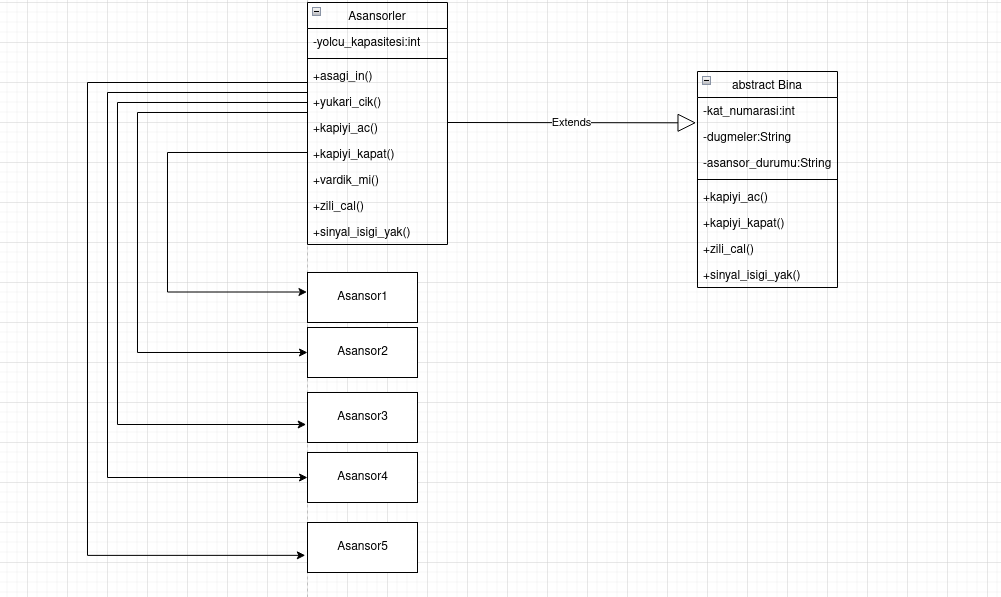 Asansorler
-yolcu_kapasitesi:int
+asagi_in()
+yukari_cik()
+kapiyi_ac()
+kapiyi_kapat()
+vardik_mi()
+zili_cal()
+sinyal_isigi_yak()
Extends
abstract Bina
-kat_numarasi:int
-dugmeler:String
-asansor_durumu:String
+kapiyi_ac()
+kapiyi_kapat()
+zili_cal()
+sinyal_isigi_yak()
Asansor1
Asansor2
Asansor3
Asansor4
Asansor5